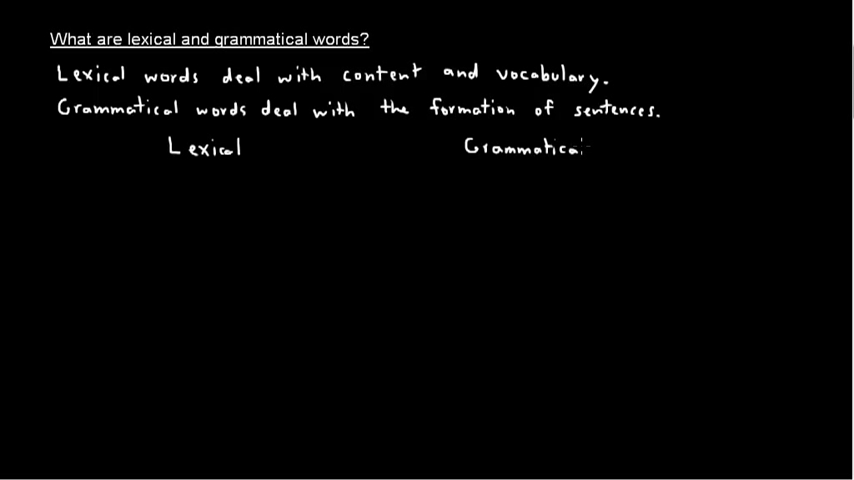 What are lexical and grammatical words?
Lexical words deal with content and vocabulary.
Grammatical words deal with the formation of sentences.
Lexical Grammatical